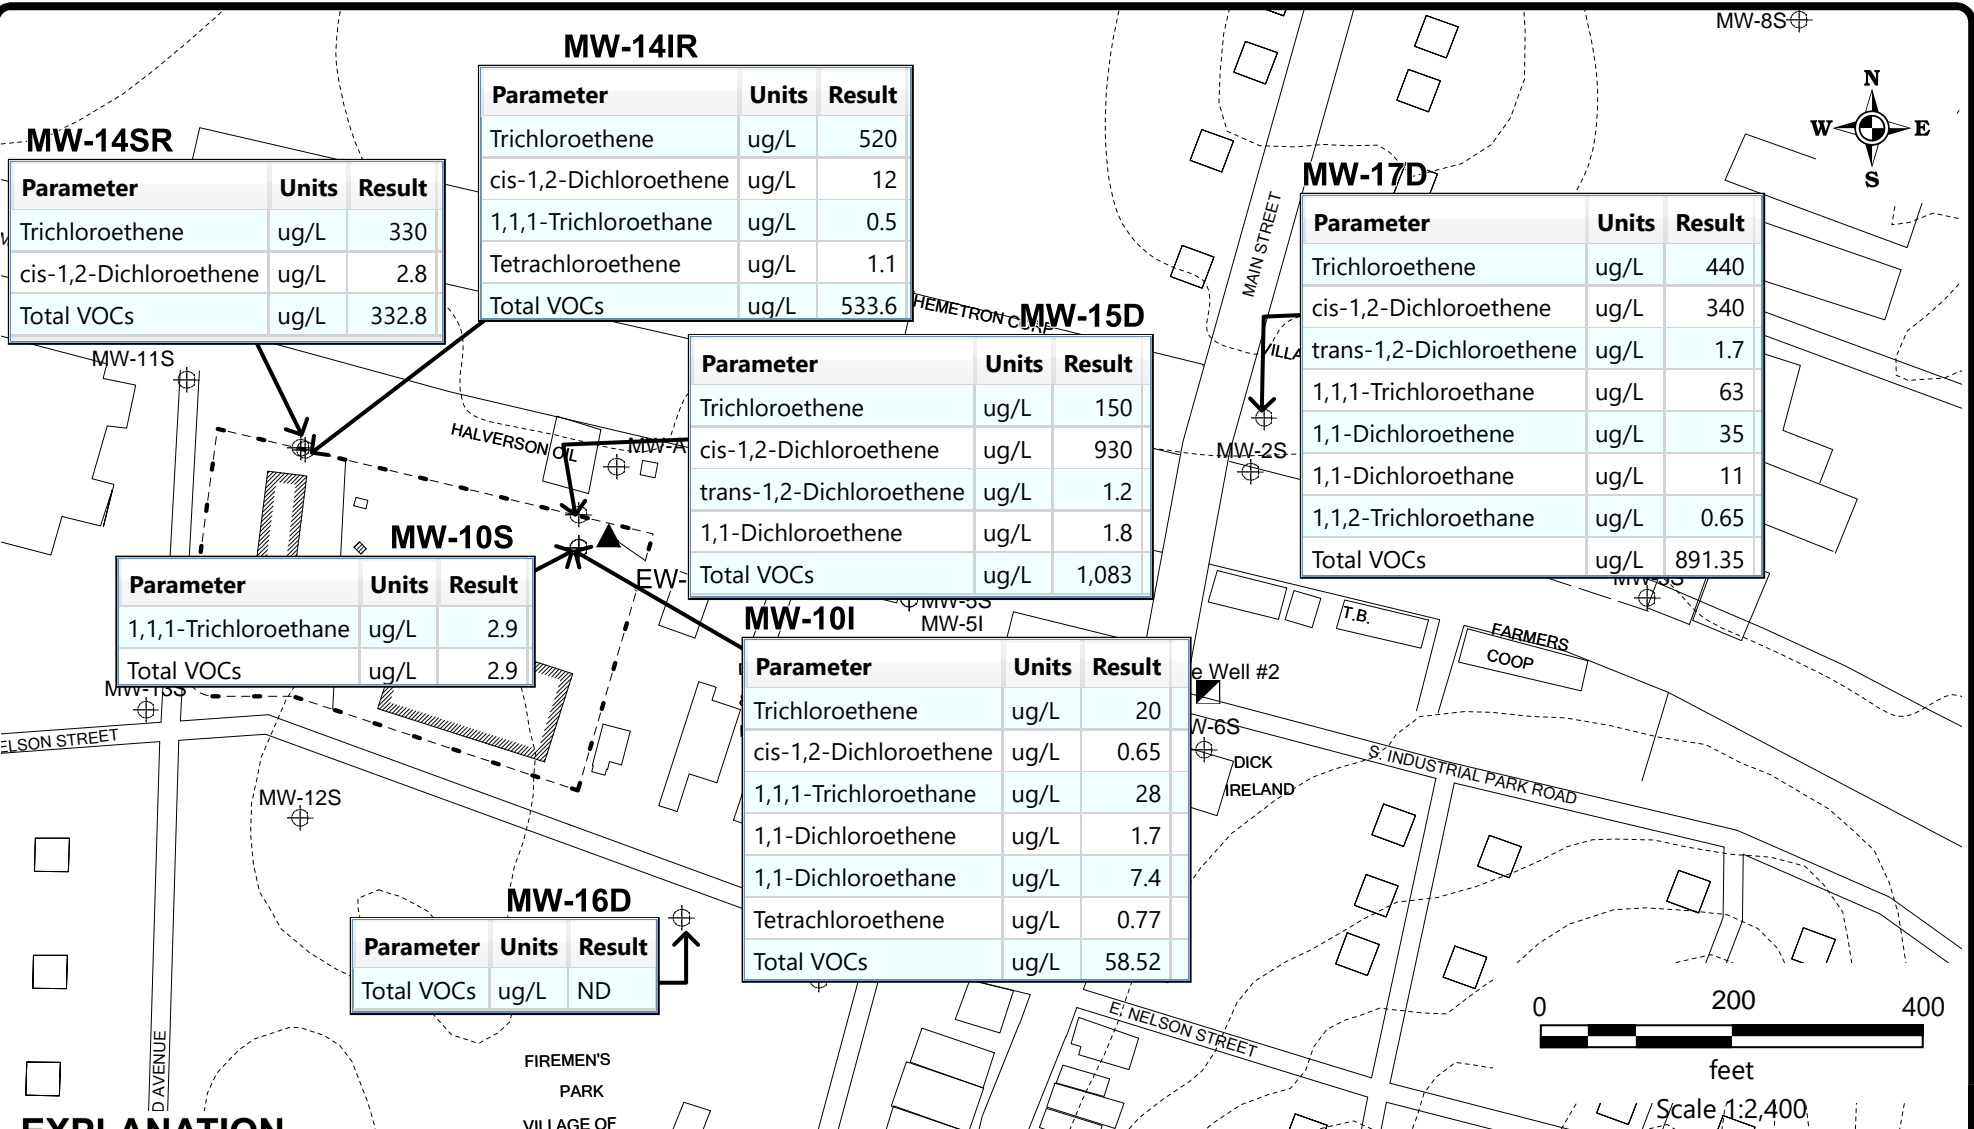 MW-8S
N
W E
S
MW-14IR
Parameter Units Result
Trichloroethene ug/L 520
cis-1,2-Dichloroethene ug/L 12
1,1,1-Trichloroethane ug/L 0.5
Tetrachloroethene ug/L 1.1
Total VOCs ug/L 533.6
MW-14SR
Parameter Units Result
Trichloroethene ug/L 330
cis-1,2-Dichloroethene ug/L 2.8
Total VOCs ug/L 332.8
MW-17D
Parameter Units Result
Trichloroethene ug/L 440
cis-1,2-Dichloroethene ug/L 340
trans-1,2-Dichloroethene ug/L 1.7
1,1,1-Trichloroethane ug/L 63
1,1-Dichloroethene ug/L 35
1,1-Dichloroethane ug/L 11
1,1,2-Trichloroethane ug/L 0.65
Total VOCs ug/L 891.35
MAIN STREET
VILLA
HEMETRON CORP
MW-15D
Parameter Units Result
Trichloroethene ug/L 150
cis-1,2-Dichloroethene ug/L 930
trans-1,2-Dichloroethene ug/L 1.2
1,1-Dichloroethene ug/L 1.8
Total VOCs ug/L 1,083
MW-11S
HALVERSON OIL
MW-A
MW-2S
MW-10S
Parameter Units Result
1,1,1-Trichloroethane ug/L 2.9
Total VOCs ug/L 2.9
EW-
MW-5S
MW-5I
MW-3S
T.B.
FARMERS
COOP
MW-10I
Parameter Units Result
Trichloroethene ug/L 20
cis-1,2-Dichloroethene ug/L 0.65
1,1,1-Trichloroethane ug/L 28
1,1-Dichloroethene ug/L 1.7
1,1-Dichloroethane ug/L 7.4
Tetrachloroethene ug/L 0.77
Total VOCs ug/L 58.52
e Well #2
W-6S
DICK
IRELAND
S. INDUSTRIAL PARK ROAD
MW-13S
ELSON STREET
MW-12S
MW-16D
Parameter Units Result
Total VOCs ug/L ND
D AVENUE
E. NELSON STREET
FIREMEN'S
PARK
VILLAGE OF
0 200 400
feet
Scale 1:2,400
EXPLANATION